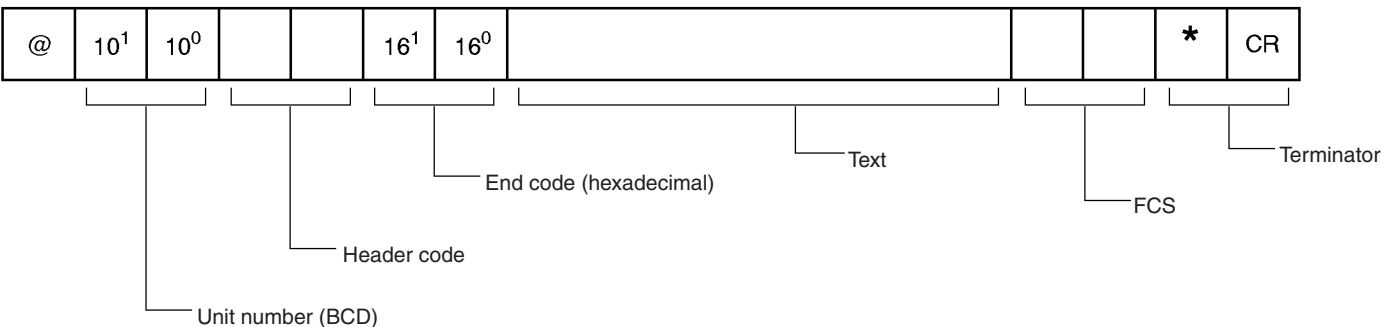 @ 10¹ 10⁰ 16¹ 16⁰ * CR
Text
Terminator
End code (hexadecimal)
FCS
Header code
Unit number (BCD)